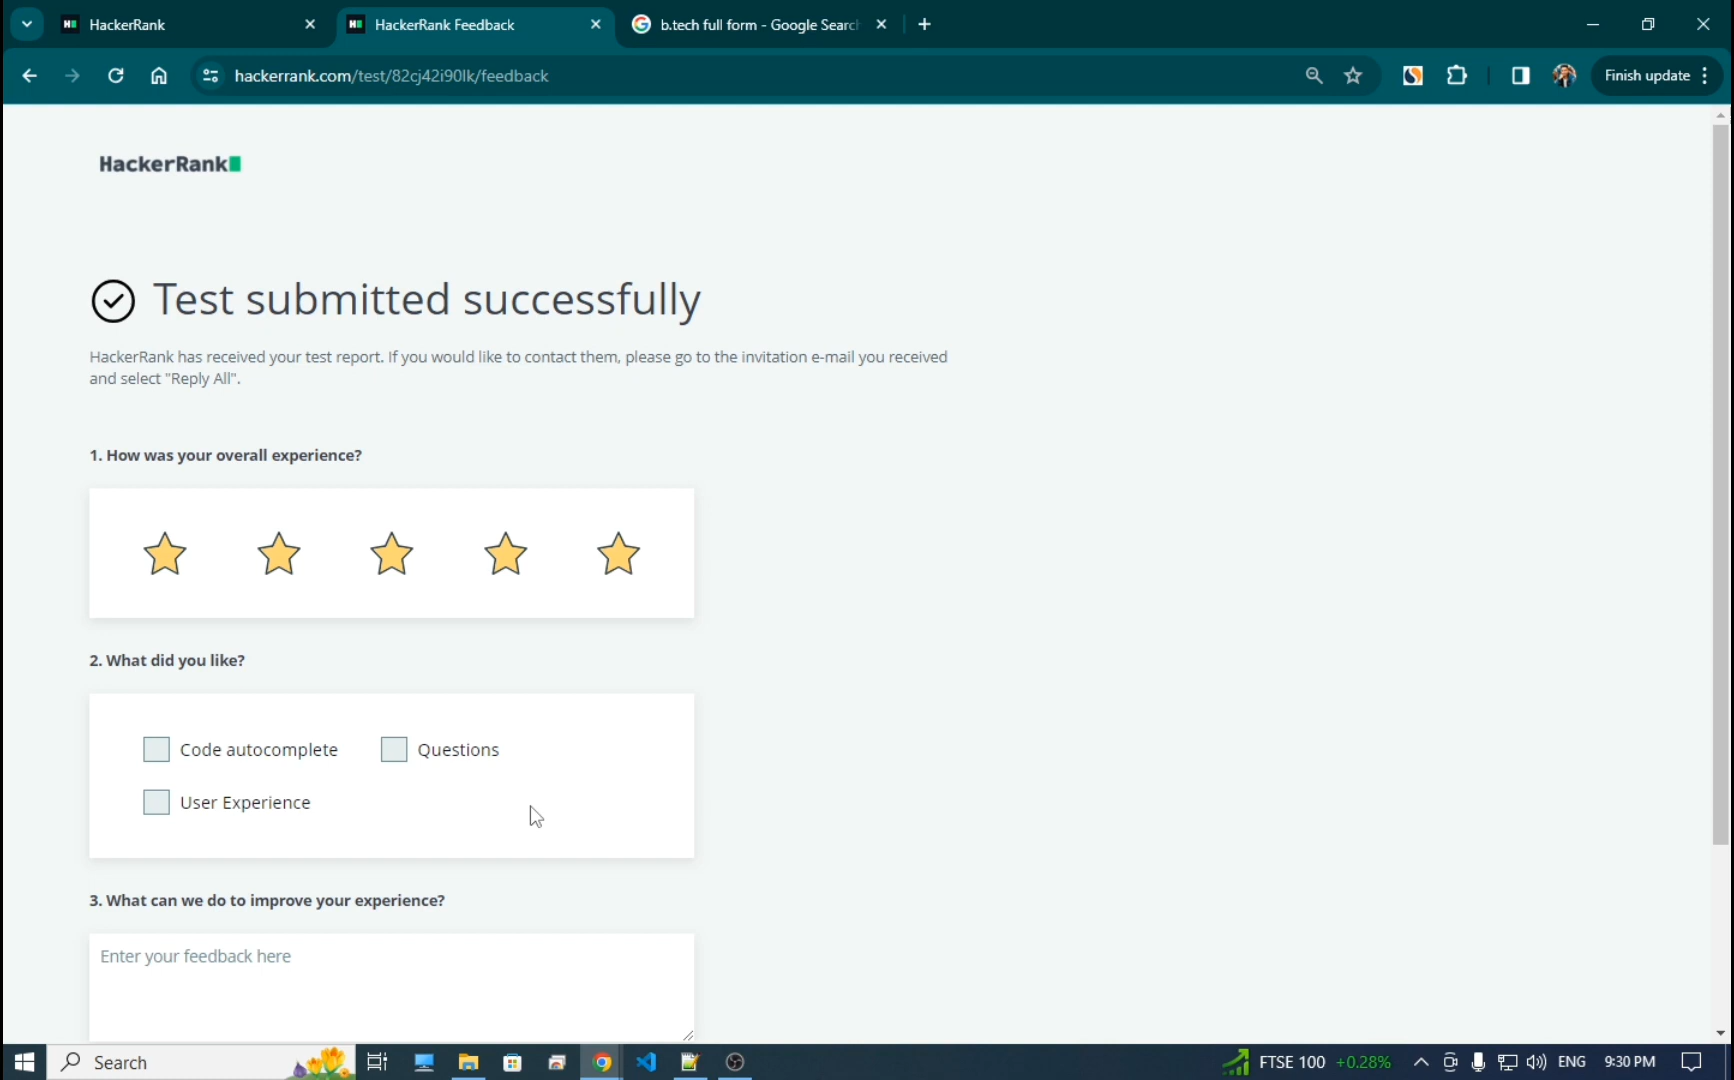 HackerRank
HackerRank Feedback
b.tech full form - Google Search
hackerrank.com/test/82cj42i90lk/feedback
Finish update
HackerRank
Test submitted successfully
HackerRank has received your test report. If you would like to contact them, please go to the invitation e-mail you received
and select "Reply All".
1. How was your overall experience?
2. What did you like?
Code autocomplete
Questions
User Experience
3. What can we do to improve your experience?
Enter your feedback here
Search
FTSE 100 +0.28%
ENG
9:30 PM